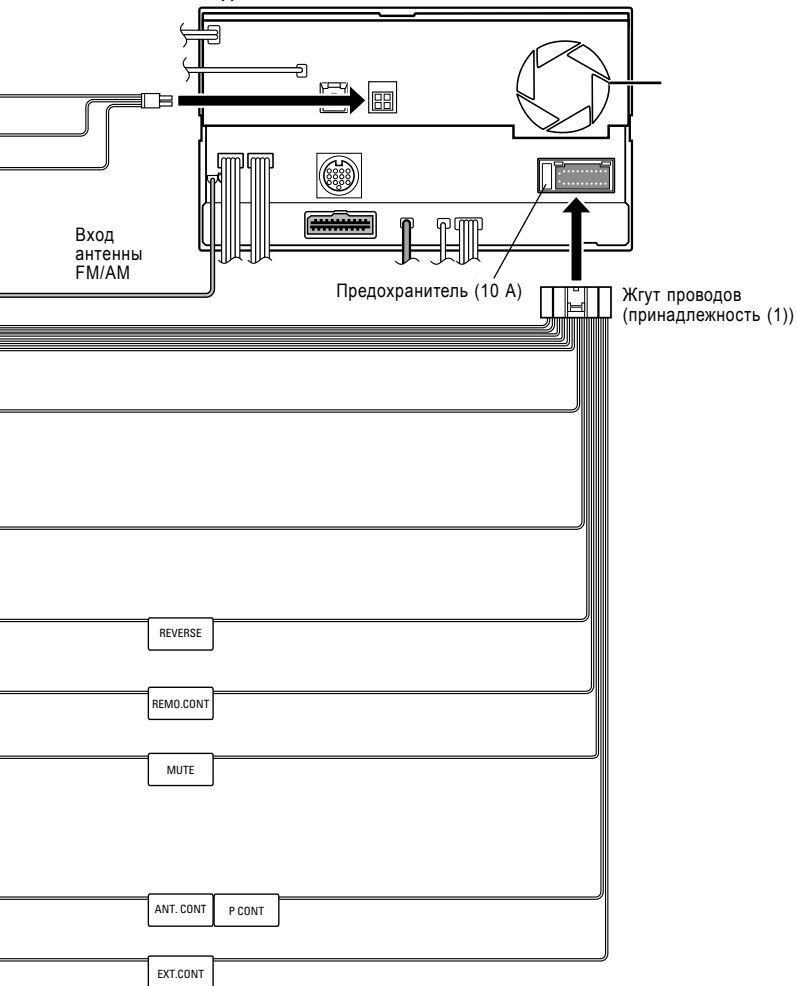 Вход
антенны
FM/AM
Предохранитель (10 А)
Жгут проводов
(принадлежность (1))
REVERSE
REMO.CONT
MUTE
ANT. CONT
P CONT
EXT.CONT